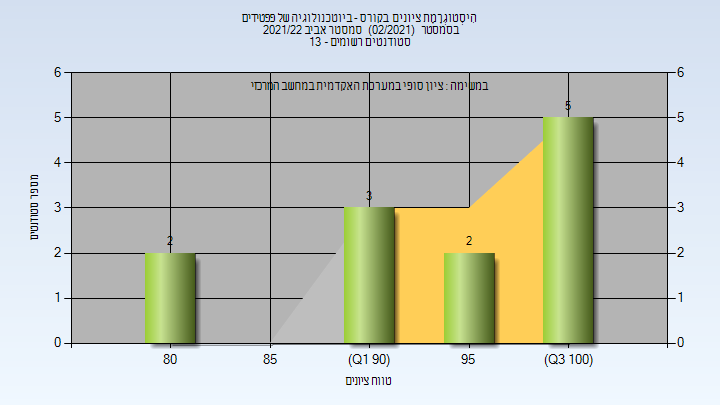 היסטוגרמת ציונים בקורס - ביוטכנולוגיה של פפטידים
בסמסטר (02/2021) סמסטר אביב 2021/22
סטודנטים רשומים - 13
במשימה : ציון סופי במערכת האקדמית במחשב המרכזי
6 6
5 5 5
4 4
3 3 3
2 2 2 2
1 1
0 0
מספר סטודנטים
80 85 (Q1 90) 95 (Q3 100)
טווח ציונים